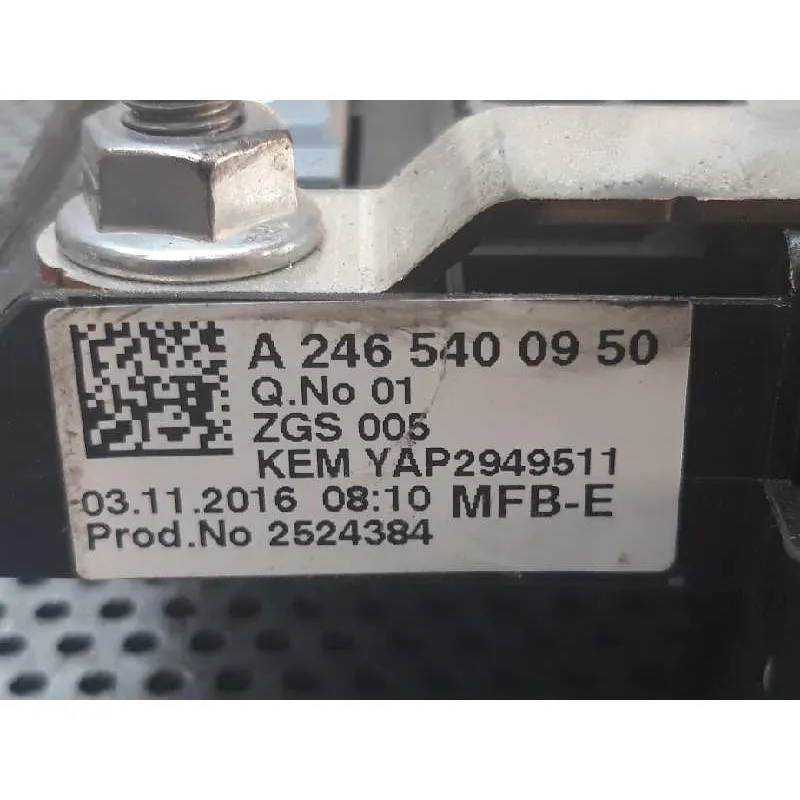 A 246 540 09 50
Q.No 01
ZGS 005
KEM YAP2949511
03.11.2016 08:10 MFB-E
Prod.No 2524384